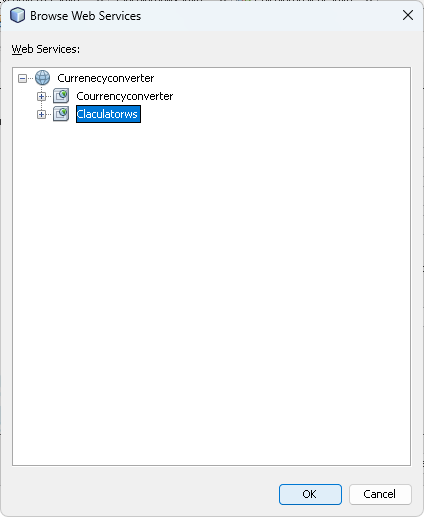 Browse Web Services
Web Services:
Currenecyconverter
Courrencyconverter
Claculatorws
OK
Cancel